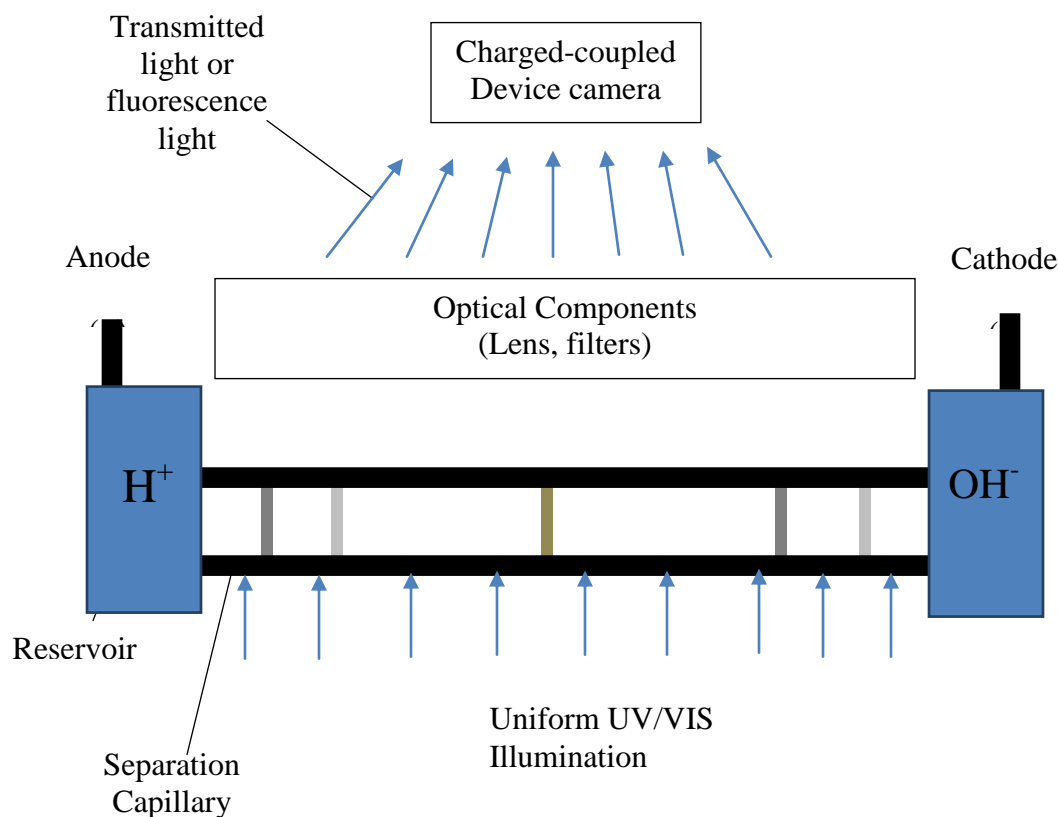 Transmitted
light or
fluorescence
light
Charged-coupled
Device camera
Anode
Cathode
Optical Components
(Lens, filters)
H⁺
OH⁻
Reservoir
Separation
Capillary
Uniform UV/VIS
Illumination